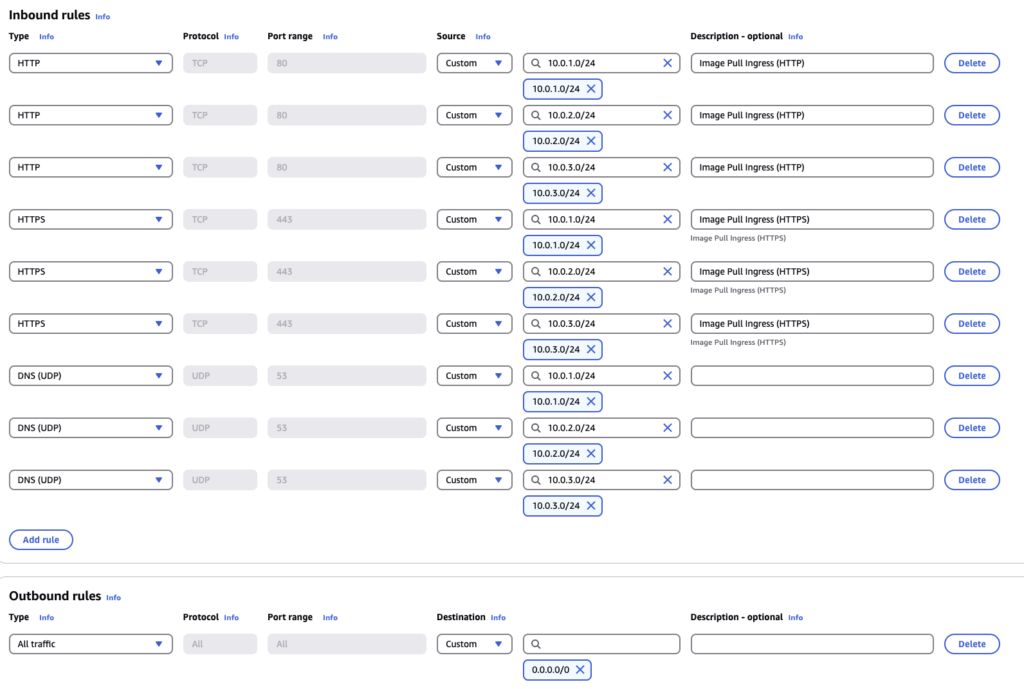 Inbound rules Info
Type Info Protocol Info Port range Info Source Info Description - optional Info
HTTP TCP 80 Custom 10.0.1.0/24 Image Pull Ingress (HTTP) Delete
10.0.1.0/24
HTTP TCP 80 Custom 10.0.2.0/24 Image Pull Ingress (HTTP) Delete
10.0.2.0/24
HTTP TCP 80 Custom 10.0.3.0/24 Image Pull Ingress (HTTP) Delete
10.0.3.0/24
HTTPS TCP 443 Custom 10.0.1.0/24 Image Pull Ingress (HTTPS) Delete
Image Pull Ingress (HTTPS)
10.0.1.0/24
HTTPS TCP 443 Custom 10.0.2.0/24 Image Pull Ingress (HTTPS) Delete
Image Pull Ingress (HTTPS)
10.0.2.0/24
HTTPS TCP 443 Custom 10.0.3.0/24 Image Pull Ingress (HTTPS) Delete
Image Pull Ingress (HTTPS)
10.0.3.0/24
DNS (UDP) UDP 53 Custom 10.0.1.0/24 Delete
10.0.1.0/24
DNS (UDP) UDP 53 Custom 10.0.2.0/24 Delete
10.0.2.0/24
DNS (UDP) UDP 53 Custom 10.0.3.0/24 Delete
10.0.3.0/24
Add rule
Outbound rules Info
Type Info Protocol Info Port range Info Destination Info Description - optional Info
All traffic All All Custom Delete
0.0.0.0/0